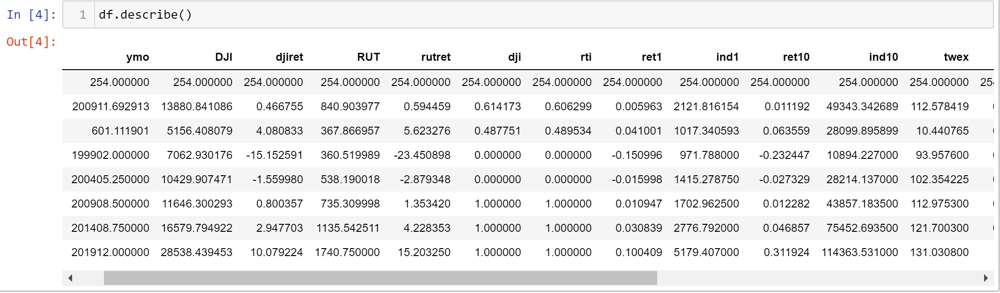 In [4]: 1 df.describe()
Out[4]:
ymo DJI djiret RUT rutret dji rti ret1 ind1 ret10 ind10 twex
254.000000 254.000000 254.000000 254.000000 254.000000 254.000000 254.000000 254.000000 254.000000 254.000000 254.000000 254.000000
200911.692913 13880.841086 0.466755 840.903977 0.594459 0.614173 0.606299 0.005963 2121.816154 0.011192 49343.342689 112.578419
601.111901 5156.408079 4.080833 367.866957 5.623276 0.487751 0.489534 0.041001 1017.340593 0.063559 28099.895899 10.440765
199902.000000 7062.930176 -15.152591 360.519989 -23.450898 0.000000 0.000000 -0.150996 971.788000 -0.232447 10894.227000 93.957600
200405.250000 10429.907471 -1.559980 538.190018 -2.879348 0.000000 0.000000 -0.015998 1415.278750 -0.027329 28214.137000 102.354225
200908.500000 11646.300293 0.800357 735.309998 1.353420 1.000000 1.000000 0.010947 1702.962500 0.012282 43857.183500 112.975300
201408.750000 16579.794922 2.947703 1135.542511 4.228353 1.000000 1.000000 0.030839 2776.792000 0.046857 75452.693500 121.700300
201912.000000 28538.439453 10.079224 1740.750000 15.203250 1.000000 1.000000 0.100409 5179.407000 0.311924 114363.531000 131.030800